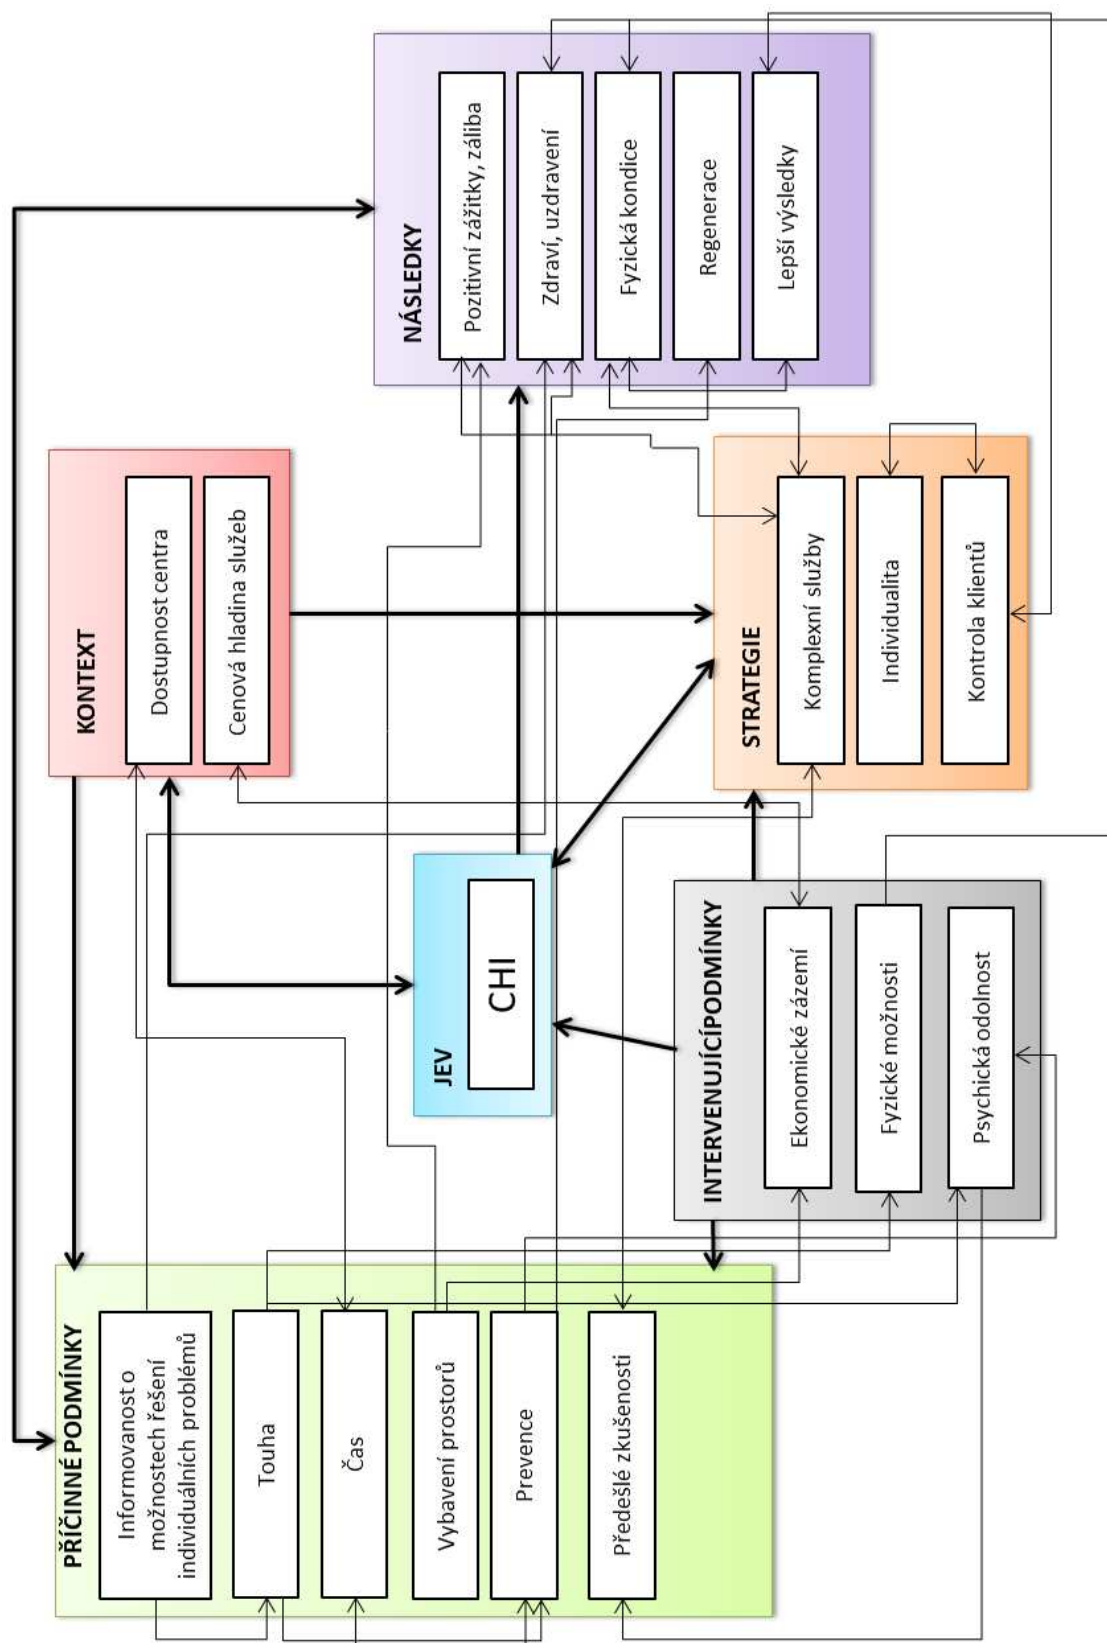 PŘÍČINNÉ PODMÍNKY
Informovanost o
možnostech řešení
individuálních problémů
Touha
Čas
Vybavení prostorů
Prevence
Předešlé zkušenosti
KONTEXT
Dostupnost centra
Cenová hladina služeb
JEV
CHI
INTERVENUJÍCÍPODMÍNKY
Ekonomické zázemí
Fyzické možnosti
Psychická odolnost
STRATEGIE
Komplexní služby
Individualita
Kontrola klientů
NÁSLEDKY
Pozitivní zážitky, záliba
Zdraví, uzdravení
Fyzická kondice
Regenerace
Lepší výsledky